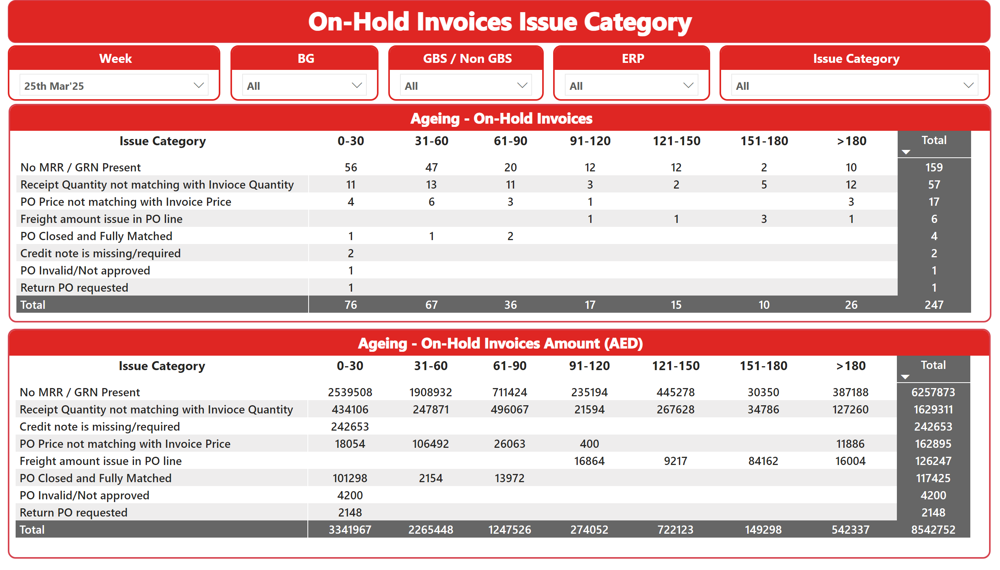 On-Hold Invoices Issue Category
Week BG GBS / Non GBS ERP Issue Category
25th Mar'25 All All All All
Ageing - On-Hold Invoices
Issue Category 0-30 31-60 61-90 91-120 121-150 151-180 >180 Total
No MRR / GRN Present 56 47 20 12 12 2 10 159
Receipt Quantity not matching with Invioce Quantity 11 13 11 3 2 5 12 57
PO Price not matching with Invoice Price 4 6 3 1 3 17
Freight amount issue in PO line 1 1 3 1 6
PO Closed and Fully Matched 1 1 2 4
Credit note is missing/required 2 2
PO Invalid/Not approved 1 1
Return PO requested 1 1
Total 76 67 36 17 15 10 26 247
Ageing - On-Hold Invoices Amount (AED)
Issue Category 0-30 31-60 61-90 91-120 121-150 151-180 >180 Total
No MRR / GRN Present 2539508 1908932 711424 235194 445278 30350 387188 6257873
Receipt Quantity not matching with Invioce Quantity 434106 247871 496067 21594 267628 34786 127260 1629311
Credit note is missing/required 242653 242653
PO Price not matching with Invoice Price 18054 106492 26063 400 11886 162895
Freight amount issue in PO line 16864 9217 84162 16004 126247
PO Closed and Fully Matched 101298 2154 13972 117425
PO Invalid/Not approved 4200 4200
Return PO requested 2148 2148
Total 3341967 2265448 1247526 274052 722123 149298 542337 8542752